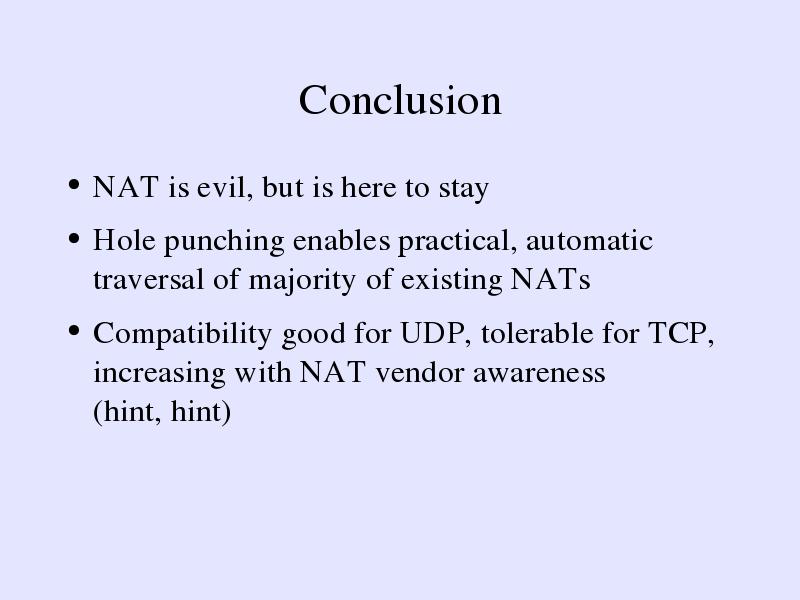 Conclusion
• NAT is evil, but is here to stay
• Hole punching enables practical, automatic
traversal of majority of existing NATs
• Compatibility good for UDP, tolerable for TCP,
increasing with NAT vendor awareness
(hint, hint)